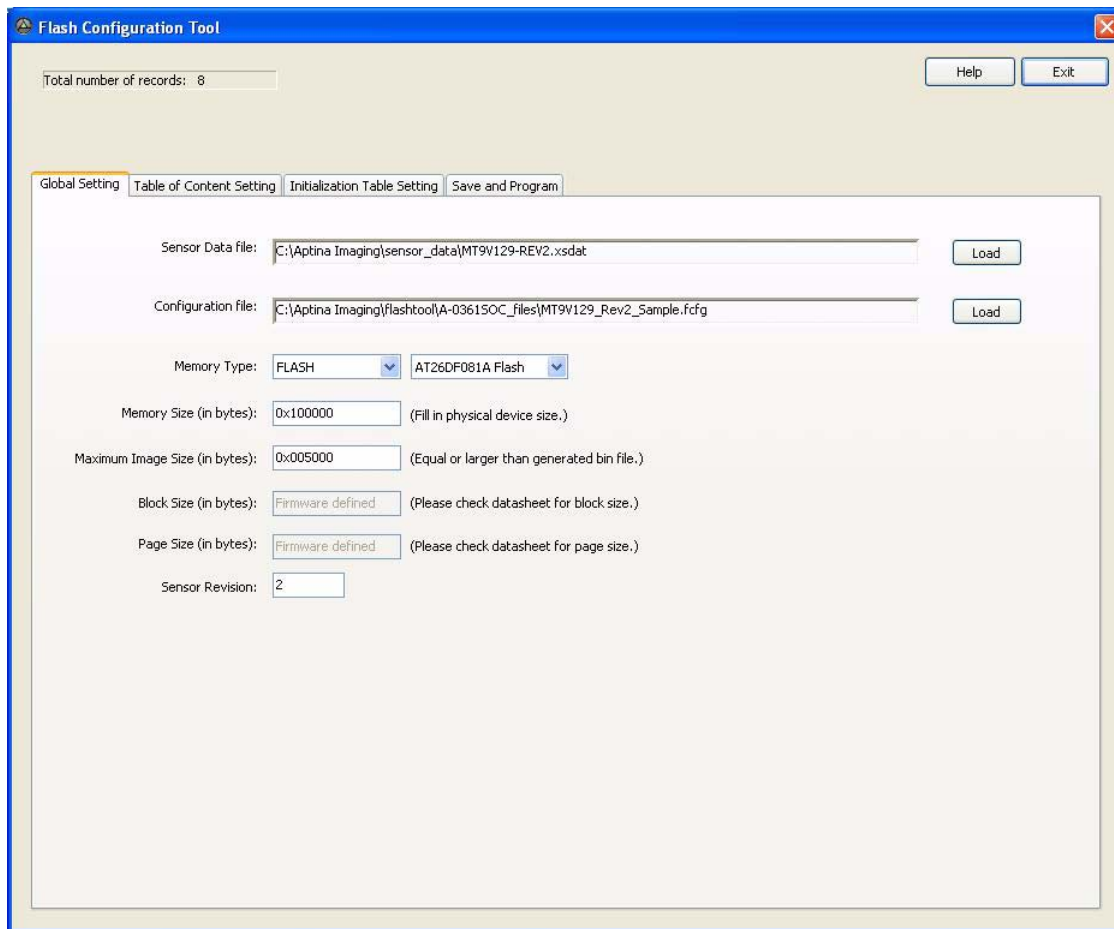 Flash Configuration Tool
Total number of records: 8
Help
Exit
Global Setting
Table of Content Setting
Initialization Table Setting
Save and Program
Sensor Data file: C:\Aptina Imaging\sensor_data\MT9V129-REV2.xsdat Load
Configuration file: C:\Aptina Imaging\flashtool\A-0361SOC_files\MT9V129_Rev2_Sample.fcfg Load
Memory Type: FLASH AT26DF081A Flash
Memory Size (in bytes): 0x100000 (Fill in physical device size.)
Maximum Image Size (in bytes): 0x005000 (Equal or larger than generated bin file.)
Block Size (in bytes): Firmware defined (Please check datasheet for block size.)
Page Size (in bytes): Firmware defined (Please check datasheet for page size.)
Sensor Revision: 2